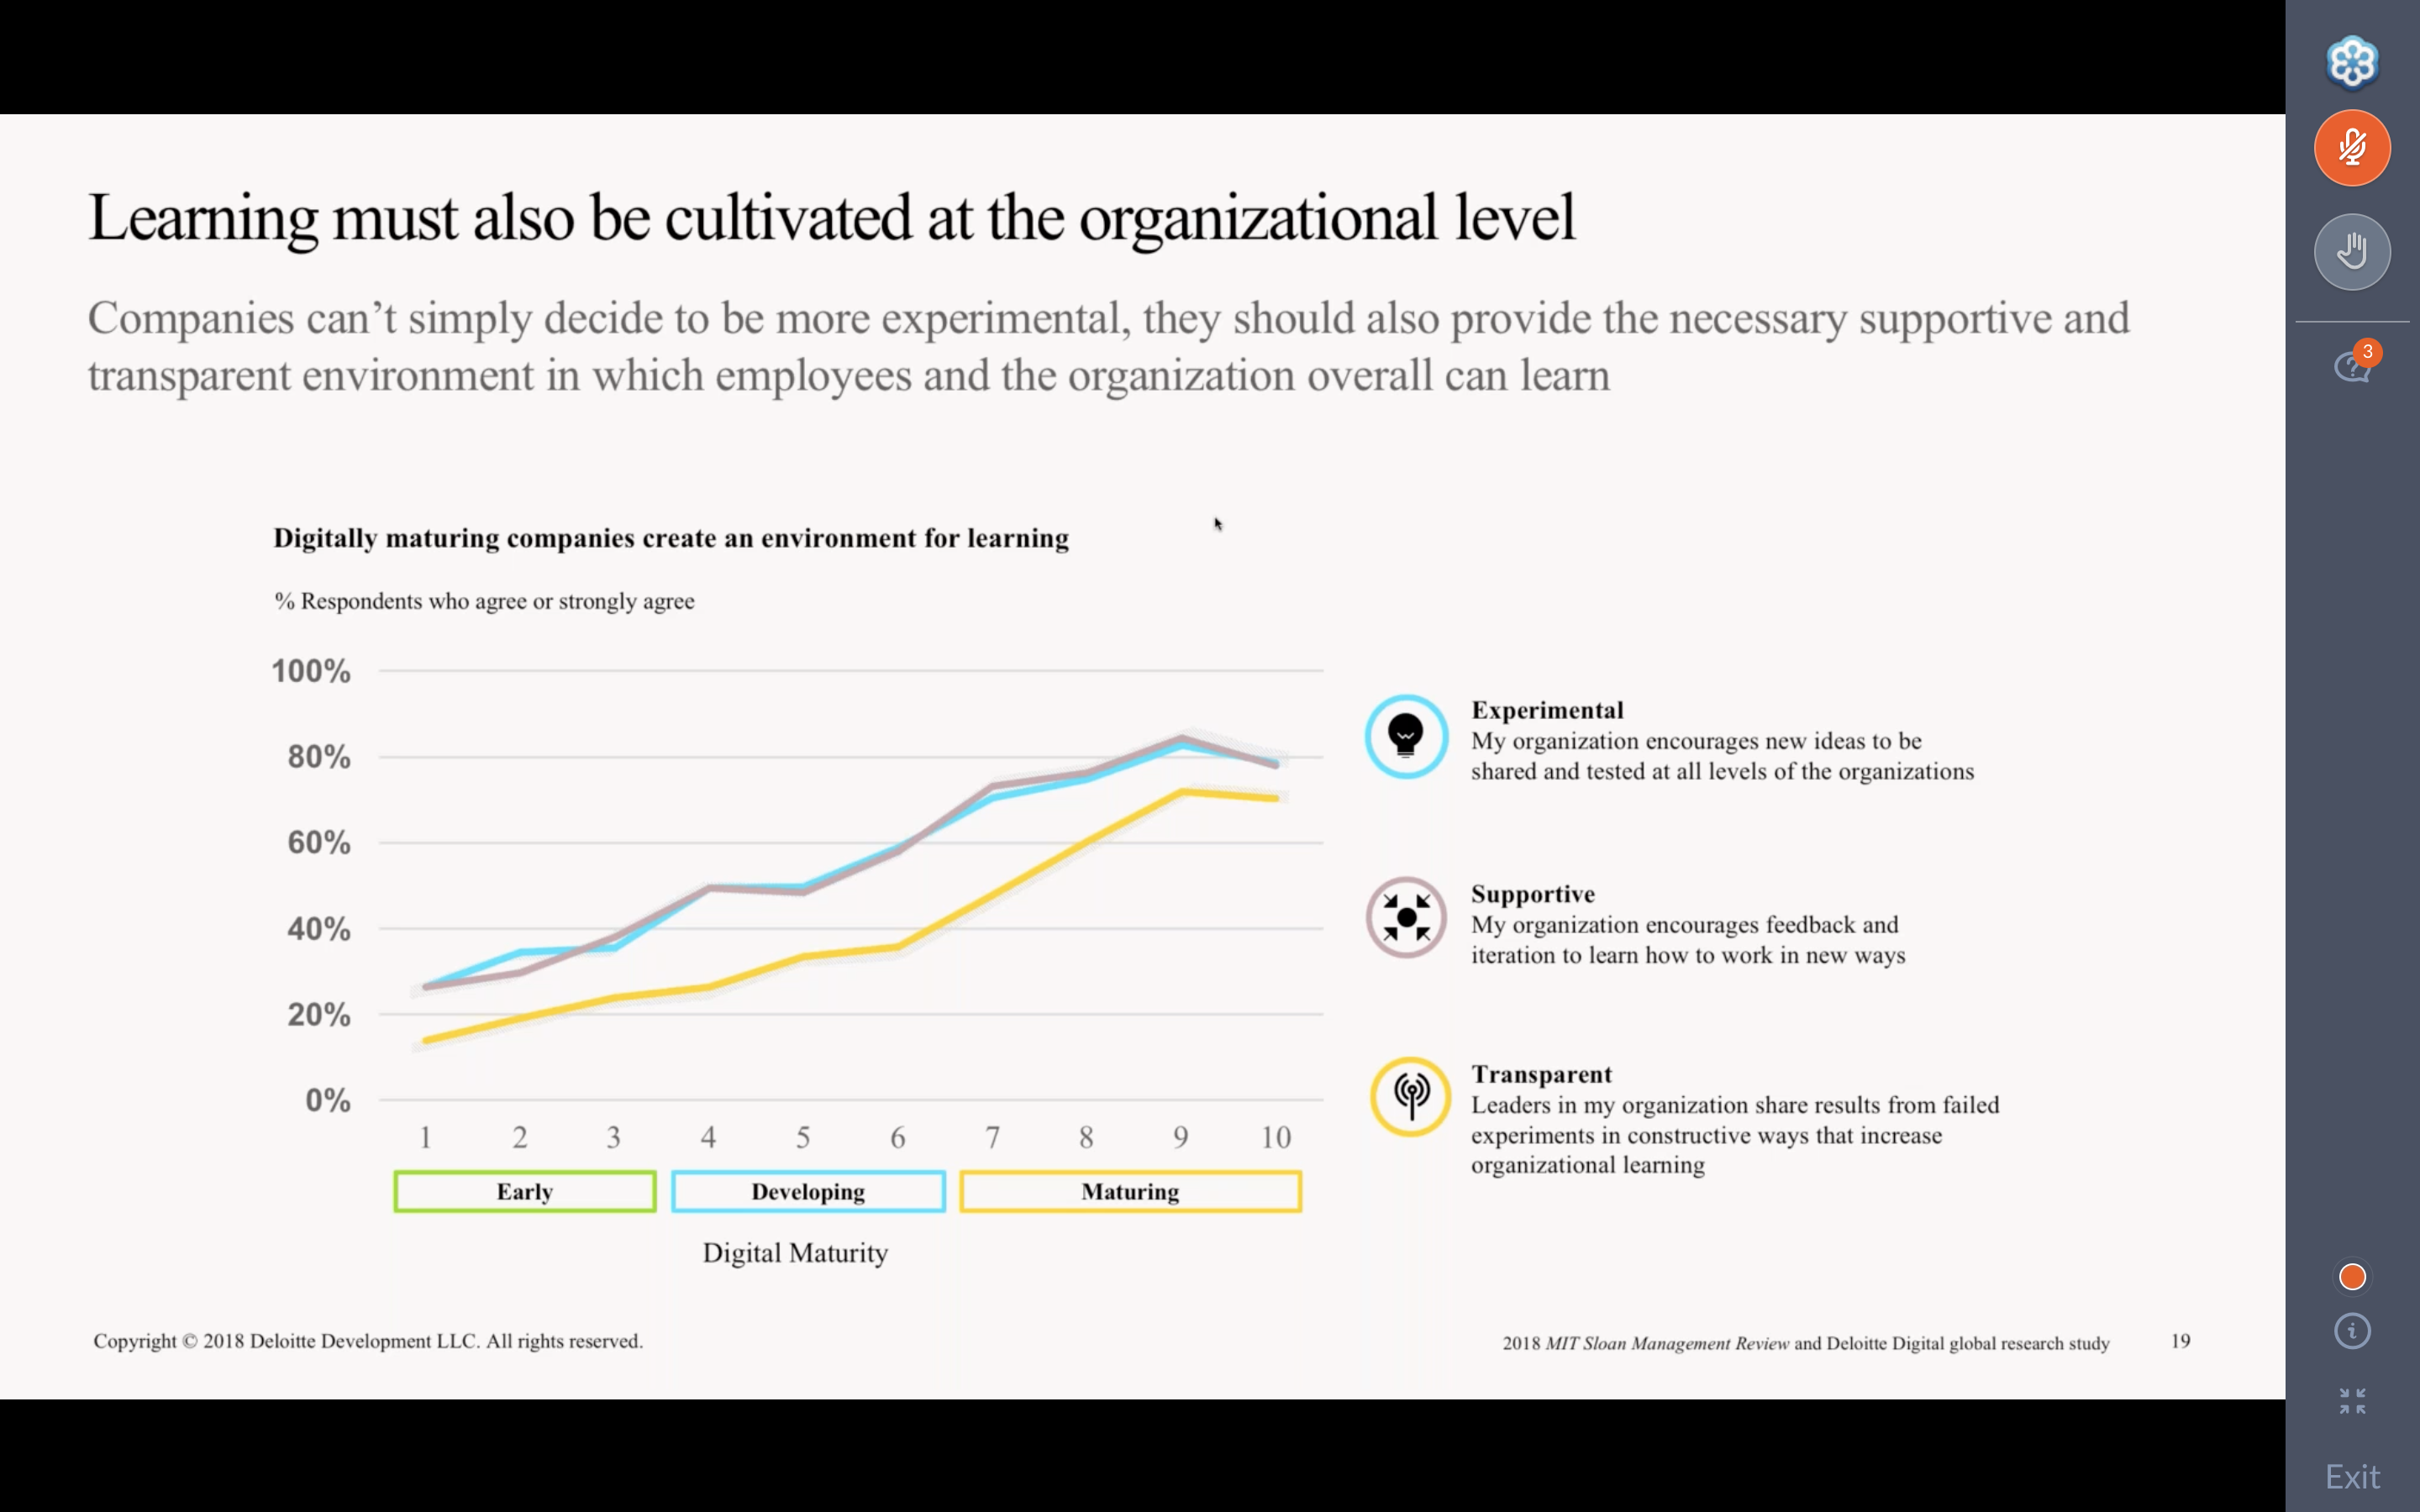 Learning must also be cultivated at the organizational level
Companies can’t simply decide to be more experimental, they should also provide the necessary supportive and
transparent environment in which employees and the organization overall can learn
Digitally maturing companies create an environment for learning
% Respondents who agree or strongly agree
100%
80%
60%
40%
20%
0%
1 2 3 4 5 6 7 8 9 10
Early Developing Maturing
Digital Maturity
Experimental
My organization encourages new ideas to be
shared and tested at all levels of the organizations
Supportive
My organization encourages feedback and
iteration to learn how to work in new ways
Transparent
Leaders in my organization share results from failed
experiments in constructive ways that increase
organizational learning
Copyright © 2018 Deloitte Development LLC. All rights reserved.
2018 MIT Sloan Management Review and Deloitte Digital global research study 19
3
Exit